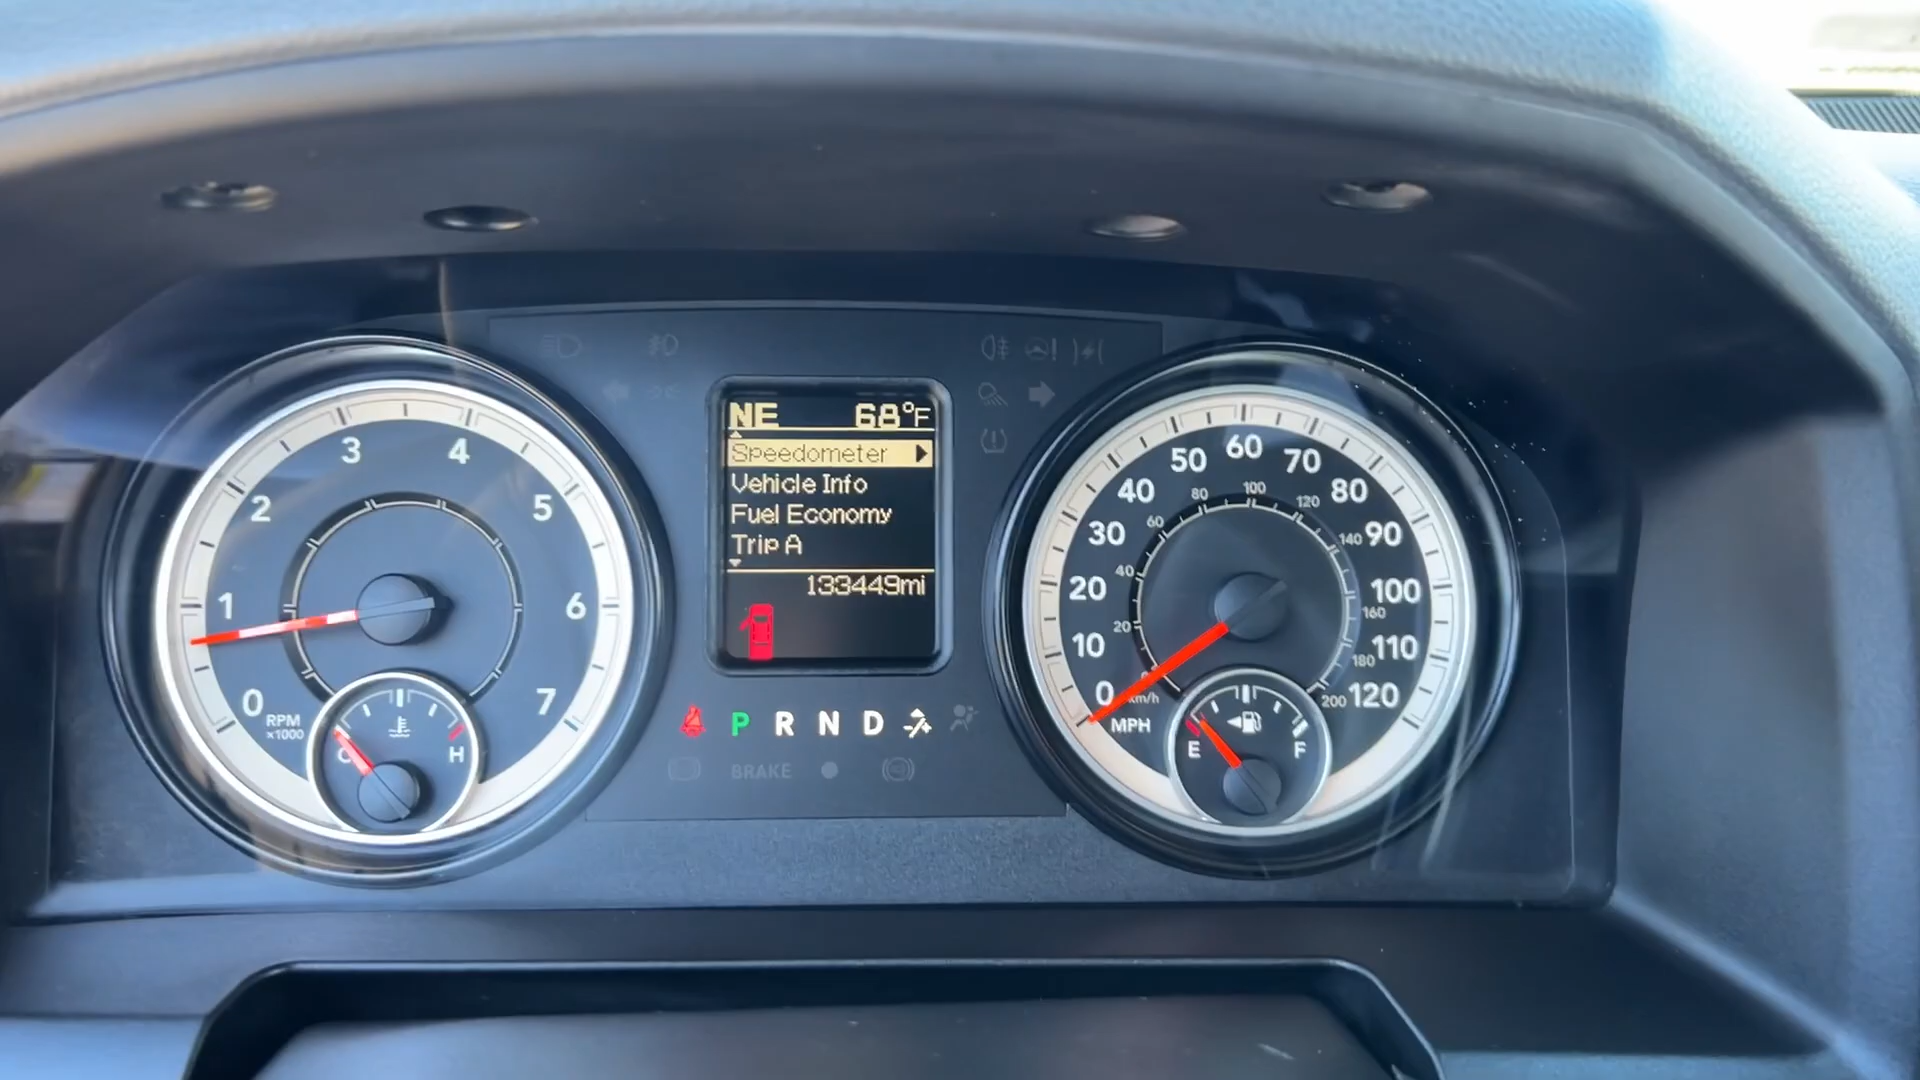 NE 68°F
Speedometer
Vehicle Info
Fuel Economy
Trip A
133449mi
0 1 2 3 4 5 6 7
RPM
x1000
C H
P R N D
BRAKE
0 10 20 30 40 50 60 70 80 90 100 110 120
MPH
20 40 60 80 100 120 140 160 180 200
km/h
E F